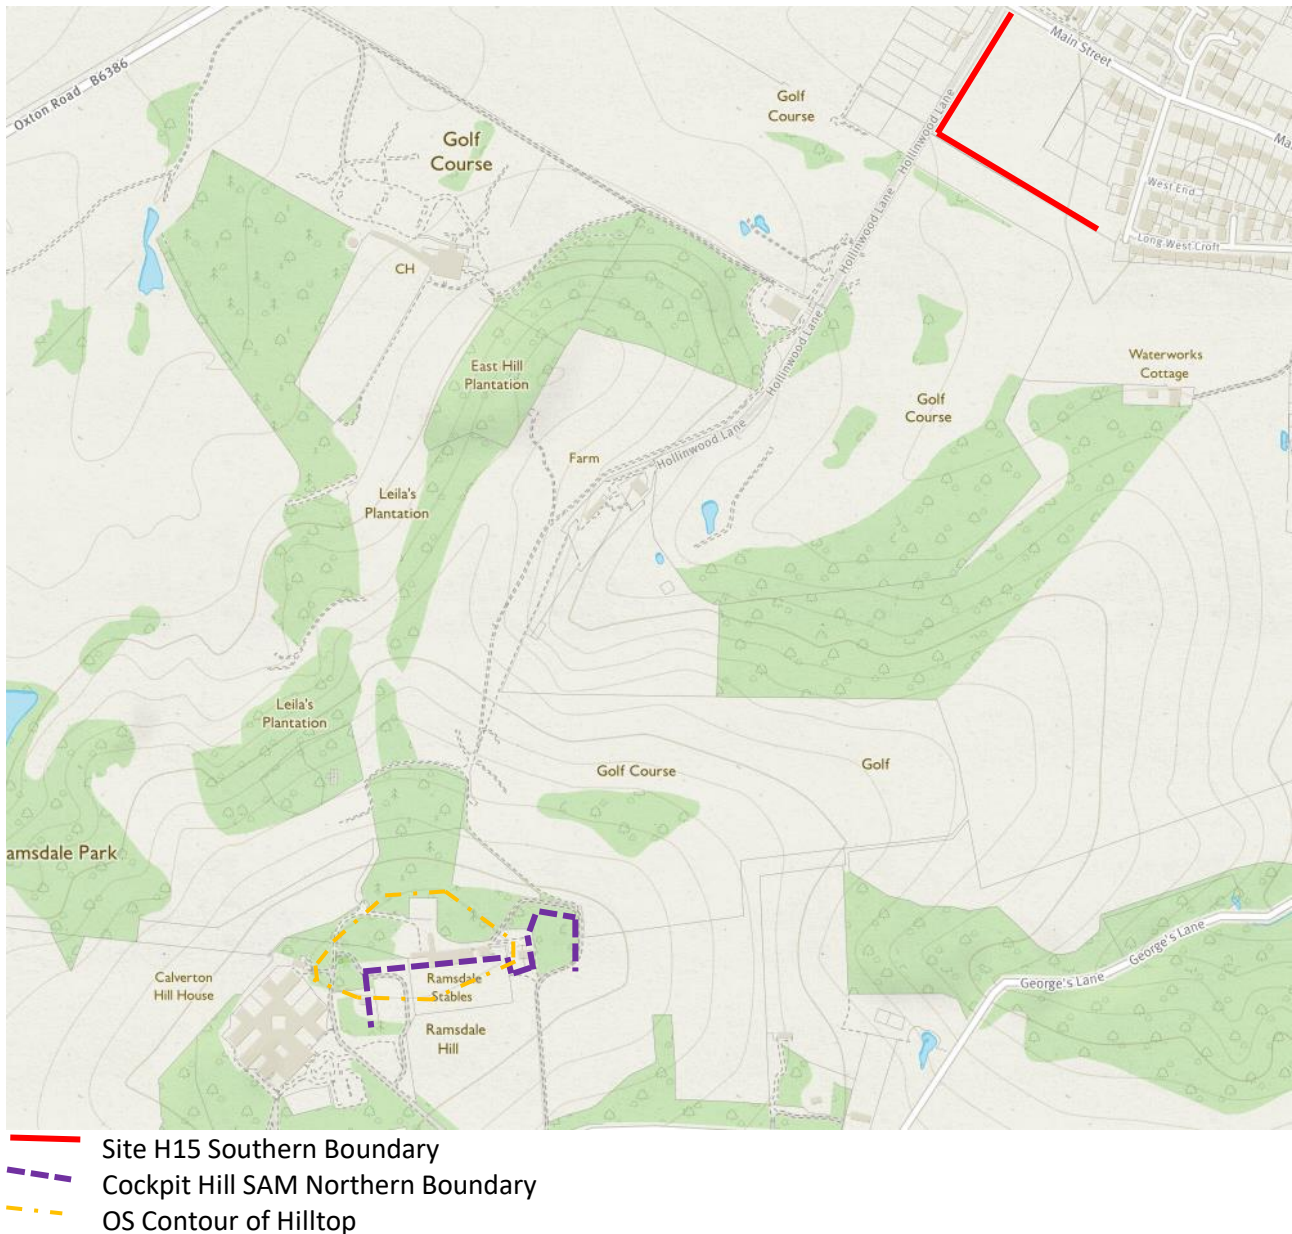 Main Street
Oxton Road B6386
Golf
Course
Golf
Course
Hollinwood Lane
Ma
West End
Hollinwood Lane
Long West Croft
Hollinwood Lane
CH
Hollinwood Lane
East Hill
Plantation
Waterworks
Cottage
Golf
Course
Hollinwood Lane
Farm
Leila's
Plantation
Leila's
Plantation
Golf Course
Golf
amsdale Park
George's Lane
George's Lane
Calverton
Hill House
Ramsdale
Stables
Ramsdale
Hill
Site H15 Southern Boundary
Cockpit Hill SAM Northern Boundary
OS Contour of Hilltop